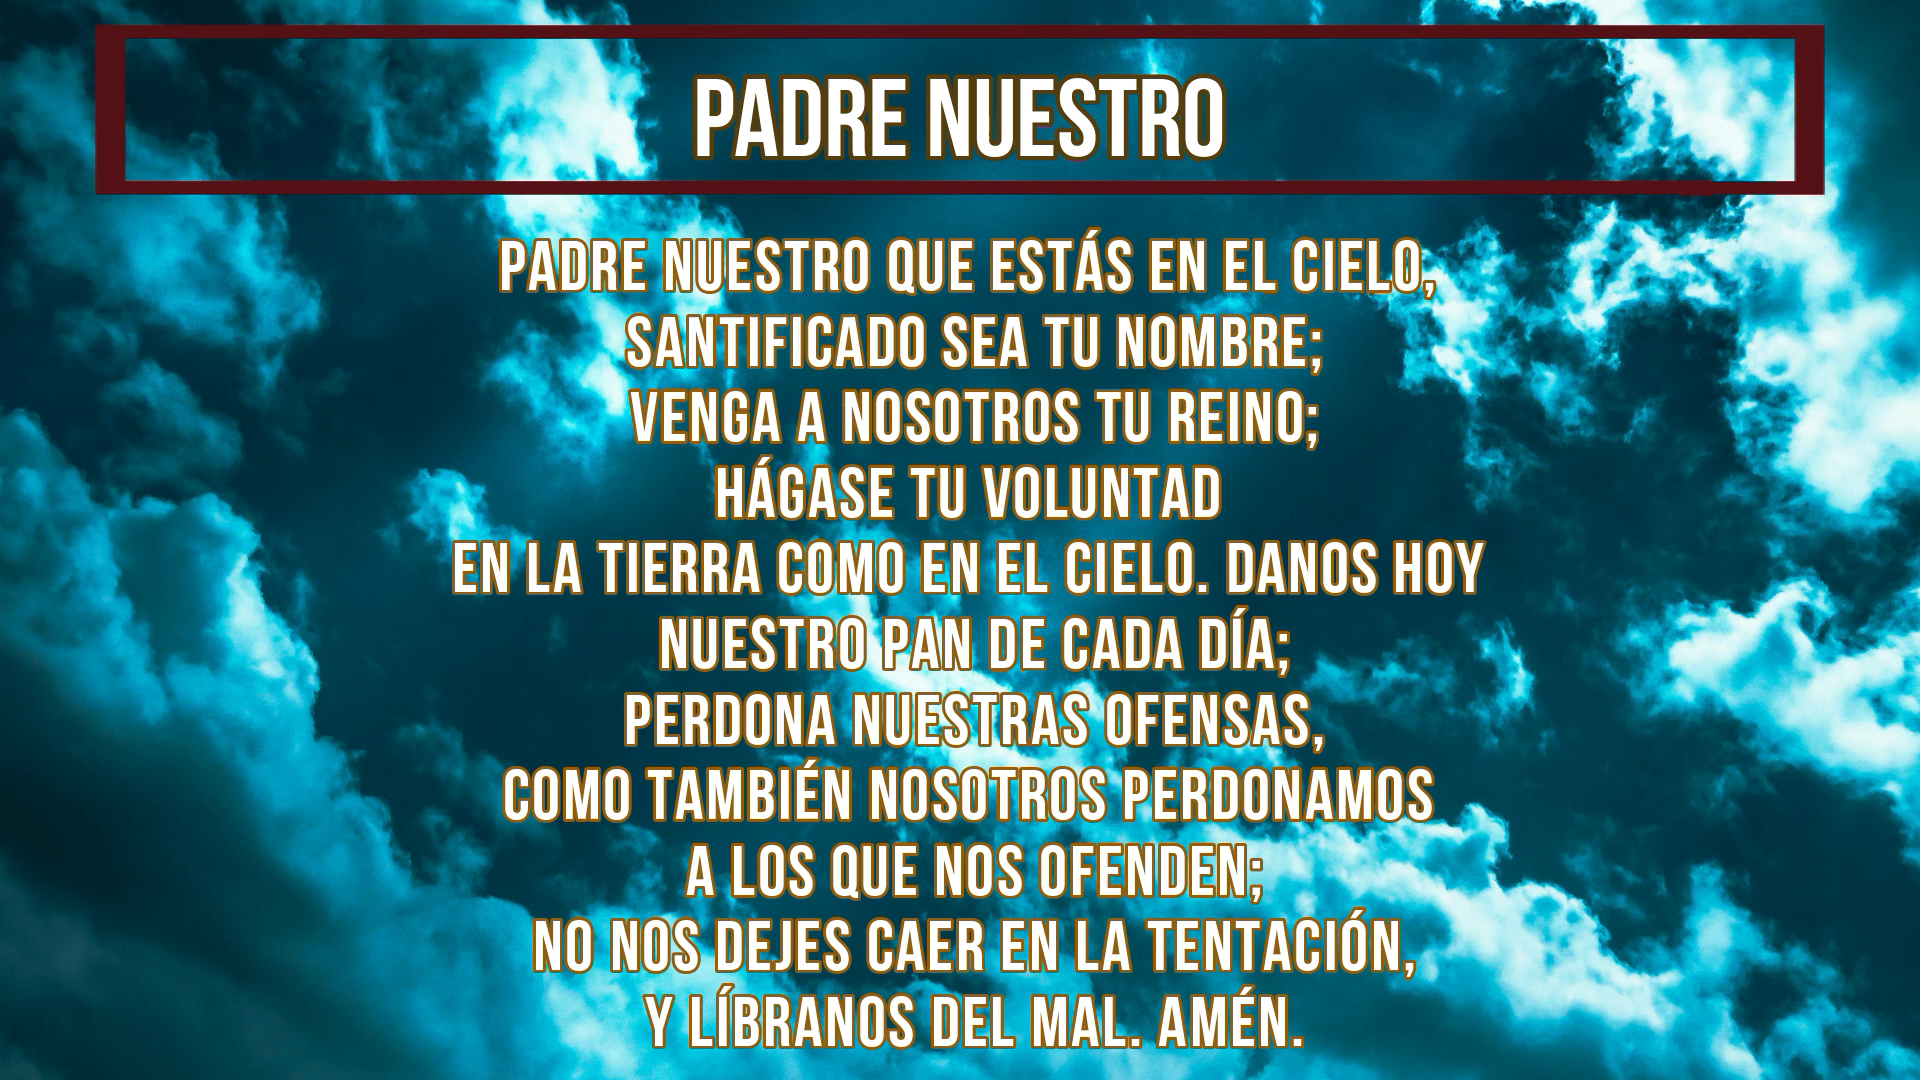 PADRE NUESTRO
PADRE NUESTRO QUE ESTÁS EN EL CIELO,
SANTIFICADO SEA TU NOMBRE;
VENGA A NOSOTROS TU REINO;
HÁGASE TU VOLUNTAD
EN LA TIERRA COMO EN EL CIELO. DANOS HOY
NUESTRO PAN DE CADA DÍA;
PERDONA NUESTRAS OFENSAS,
COMO TAMBIÉN NOSOTROS PERDONAMOS
A LOS QUE NOS OFENDEN;
NO NOS DEJES CAER EN LA TENTACIÓN,
Y LÍBRANOS DEL MAL. AMÉN.